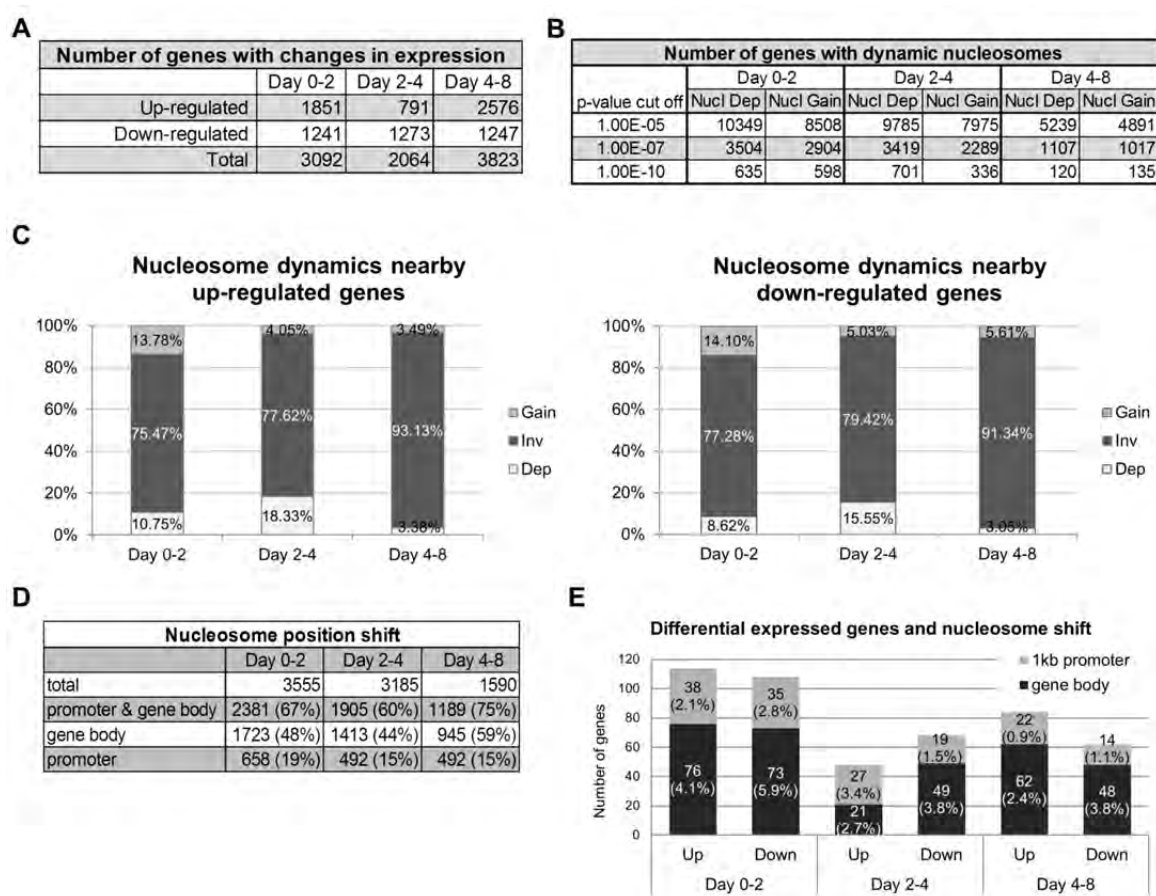 A
Number of genes with changes in expression
Day 0-2 Day 2-4 Day 4-8
Up-regulated 1851 791 2576
Down-regulated 1241 1273 1247
Total 3092 2064 3823
B
Number of genes with dynamic nucleosomes
Day 0-2 Day 2-4 Day 4-8
p-value cut off Nucl Dep Nucl Gain Nucl Dep Nucl Gain Nucl Dep Nucl Gain
1.00E-05 10349 8508 9785 7975 5239 4891
1.00E-07 3504 2904 3419 2289 1107 1017
1.00E-10 635 598 701 336 120 135
C
Nucleosome dynamics nearby
up-regulated genes
100%
80%
60%
40%
20%
0%
13.78% 4.05% 3.49%
75.47% 77.62% 93.13%
10.75% 18.33% 3.38%
Day 0-2 Day 2-4 Day 4-8
Gain
Inv
Dep
Nucleosome dynamics nearby
down-regulated genes
100%
80%
60%
40%
20%
0%
14.10% 5.03% 5.61%
77.28% 79.42% 91.34%
8.62% 15.55% 3.05%
Day 0-2 Day 2-4 Day 4-8
Gain
Inv
Dep
D
Nucleosome position shift
Day 0-2 Day 2-4 Day 4-8
total 3555 3185 1590
promoter & gene body 2381 (67%) 1905 (60%) 1189 (75%)
gene body 1723 (48%) 1413 (44%) 945 (59%)
promoter 658 (19%) 492 (15%) 492 (15%)
E
Differential expressed genes and nucleosome shift
1kb promoter
gene body
Number of genes
120
100
80
60
40
20
0
38
(2.1%)
76
(4.1%)
35
(2.8%)
73
(5.9%)
27
(3.4%)
21
(2.7%)
19
(1.5%)
49
(3.8%)
22
(0.9%)
62
(2.4%)
14
(1.1%)
48
(3.8%)
Up Down Up Down Up Down
Day 0-2 Day 2-4 Day 4-8